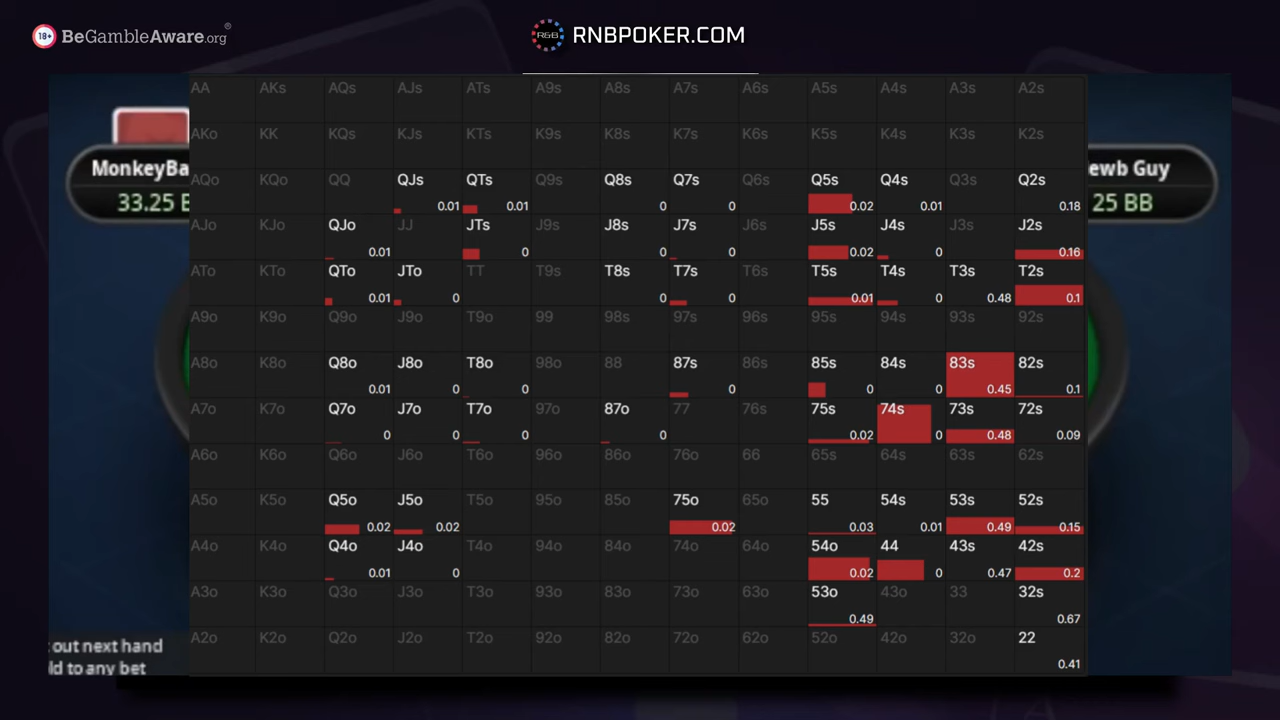 18+ BeGambleAware.org®
R&B RNBPOKER.COM
AA AKs AQs AJs ATs A9s A8s A7s A6s A5s A4s A3s A2s
AKo KK KQs KJs KTs K9s K8s K7s K6s K5s K4s K3s K2s
MonkeyBa
ewb Guy
AQo KQo QQ QJs QTs Q9s Q8s Q7s Q6s Q5s Q4s Q3s Q2s
33.25 B
25 BB
0.01 0.01 0 0 0.02 0.01 0.18
AJo KJo QJo JJ JTs J9s J8s J7s J6s J5s J4s J3s J2s
0.01 0 0 0 0.02 0 0.16
ATo KTo QTo JTo TT T9s T8s T7s T6s T5s T4s T3s T2s
0.01 0 0 0 0.01 0 0.48 0.1
A9o K9o Q9o J9o T9o 99 98s 97s 96s 95s 94s 93s 92s
A8o K8o Q8o J8o T8o 98o 88 87s 86s 85s 84s 83s 82s
0.01 0 0 0 0 0 0.45 0.1
A7o K7o Q7o J7o T7o 97o 87o 77 76s 75s 74s 73s 72s
0 0 0 0 0.02 0 0.48 0.09
A6o K6o Q6o J6o T6o 96o 86o 76o 66 65s 64s 63s 62s
A5o K5o Q5o J5o T5o 95o 85o 75o 65o 55 54s 53s 52s
0.02 0.02 0.02 0.03 0.01 0.49 0.15
A4o K4o Q4o J4o T4o 94o 84o 74o 64o 54o 44 43s 42s
0.01 0 0.02 0 0.47 0.2
A3o K3o Q3o J3o T3o 93o 83o 73o 63o 53o 43o 33 32s
0.49 0.67
A2o K2o Q2o J2o T2o 92o 82o 72o 62o 52o 42o 32o 22
0.41
out next hand
ld to any bet